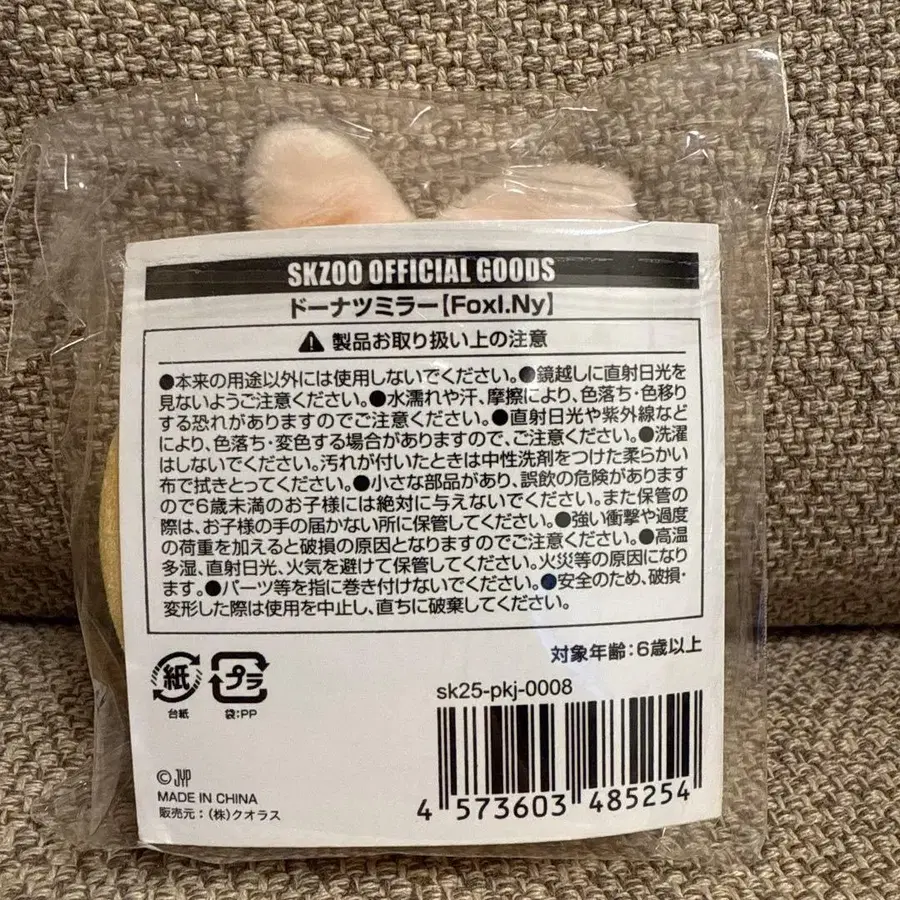 SKZOO OFFICIAL GOODS
ドーナツミラー【FoxI.Ny】
製品お取り扱い上の注意
●本来の用途以外には使用しないでください。●鏡越しに直射日光を
見ないようご注意ください。●水濡れや汗、摩擦により、色落ち・色移り
する恐れがありますのでご注意ください。●直射日光や紫外線など
により、色落ち・変色する場合がありますので、ご注意ください。●洗濯
はしないでください。汚れが付いたときは中性洗剤をつけた柔らかい
布で拭きとってください。●小さな部品があり、誤飲の危険があります
ので6歳未満のお子様には絶対に与えないでください。また保管の
際は、お子様の手の届かない所に保管してください。●強い衝撃や過度
の荷重を加えると破損の原因となりますのでご注意ください。●高温
多湿、直射日光、火気を避けて保管してください。火災等の原因になり
ます。●パーツ等を指に巻き付けないでください。●安全のため、破損・
変形した際は使用を中止し、直ちに破棄してください。
対象年齢:6歳以上
紙
プラ
台紙
袋:PP
sk25-pkj-0008
4 573603 485254
© JYP
MADE IN CHINA
販売元:(株)クオラス